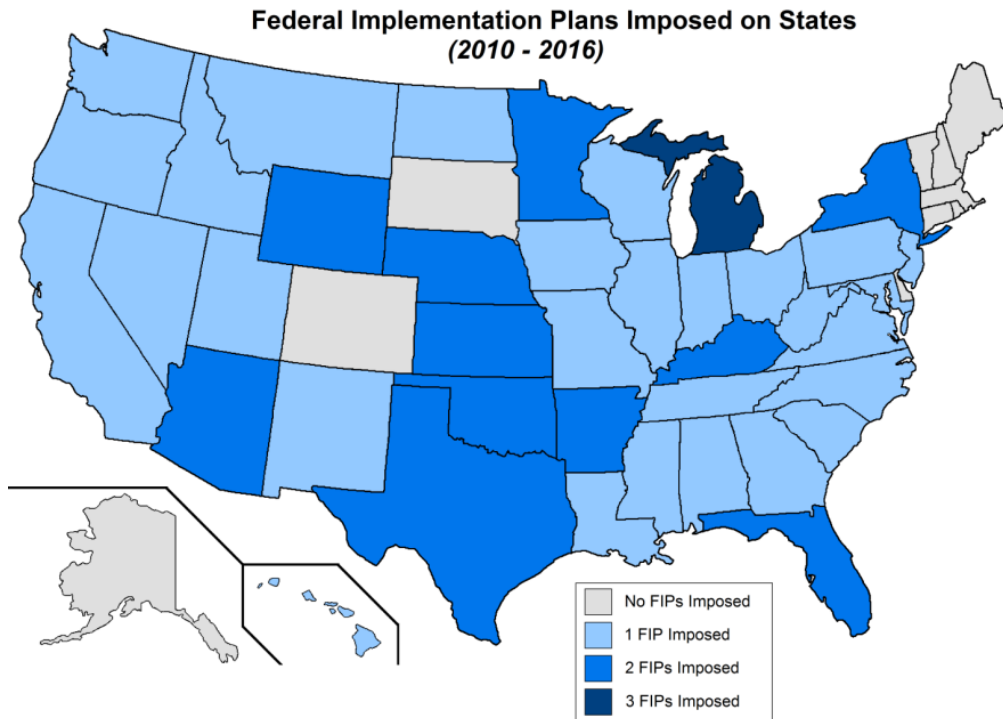 Federal Implementation Plans Imposed on States
(2010 - 2016)
No FIPs Imposed
1 FIP Imposed
2 FIPs Imposed
3 FIPs Imposed